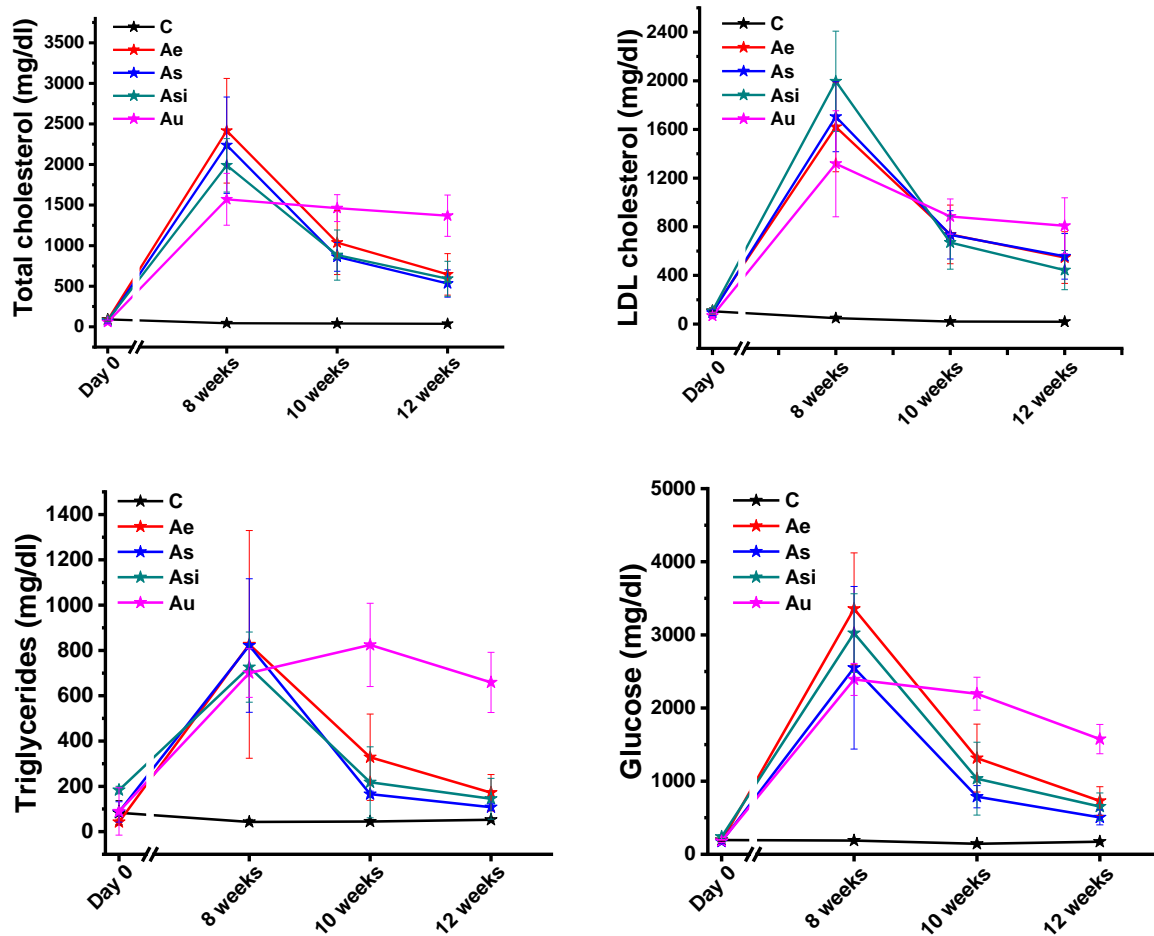 Total cholesterol (mg/dl)
3500
3000
2500
2000
1500
1000
500
0
C
Ae
As
Asi
Au
Day 0
8 weeks
10 weeks
12 weeks
LDL cholesterol (mg/dl)
2400
2000
1600
1200
800
400
0
C
Ae
As
Asi
Au
Day 0
8 weeks
10 weeks
12 weeks
Triglycerides (mg/dl)
1400
1200
1000
800
600
400
200
0
C
Ae
As
Asi
Au
Day 0
8 weeks
10 weeks
12 weeks
Glucose (mg/dl)
5000
4000
3000
2000
1000
0
C
Ae
As
Asi
Au
Day 0
8 weeks
10 weeks
12 weeks